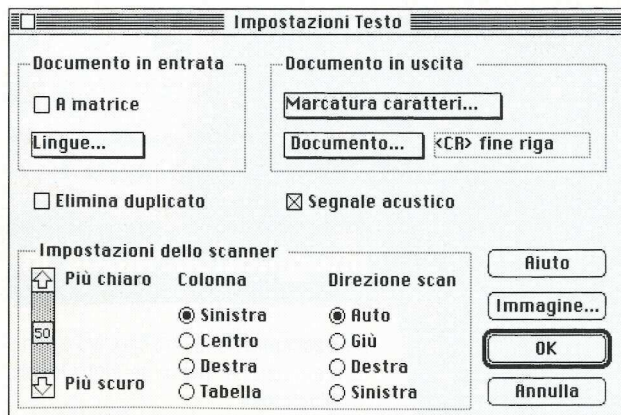 Impostazioni Testo
Documento in entrata
Documento in uscita
A matrice
Marcatura caratteri...
Lingue...
Documento...
<CR> fine riga
Elimina duplicato
Segnale acustico
Impostazioni dello scanner
Più chiaro
Colonna
Direzione scan
Aiuto
Sinistra
Auto
Immagine...
50
Centro
Giù
OK
Destra
Destra
Più scuro
Tabella
Sinistra
Annulla